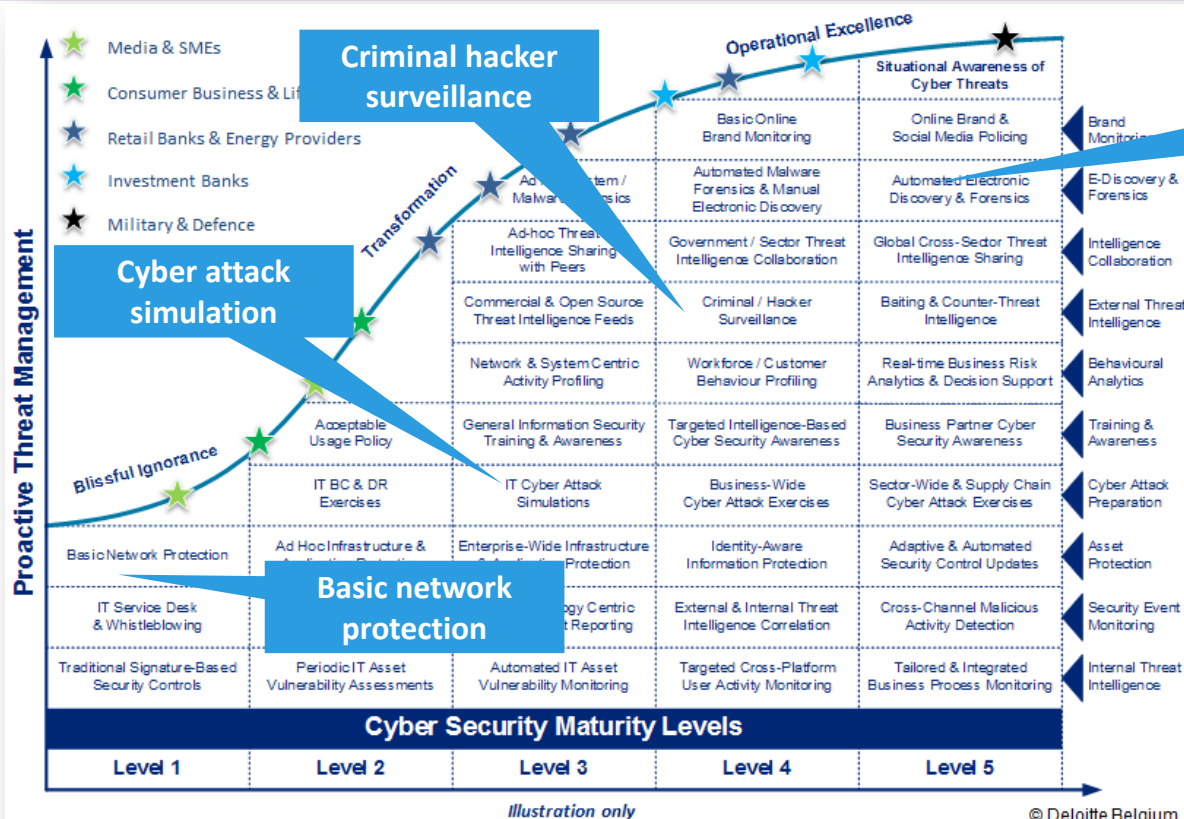 Media & SMEs
Consumer Business &
Retail Banks & Energy Providers
Investment Banks
Military & Defence
Criminal hacker
surveillance
Cyber attack
simulation
Basic network
protection
Proactive Threat Management
Blissful Ignorance
Transformation
Operational Excellence
Situational Awareness of
Cyber Threats
Basic Online
Brand Monitoring
Online Brand &
Social Media Policing
Brand
Ad
Automated Malware
Forensics & Manual
Electronic Discovery
Automated Electronic
Discovery & Forensics
E-Discovery &
Forensics
Ad-hoc Threat
Intelligence Sharing
with Peers
Government / Sector Threat
Intelligence Collaboration
Global Cross-Sector Threat
Intelligence Sharing
Intelligence
Collaboration
Commercial & Open Source
Threat Intelligence Feeds
Criminal / Hacker
Surveillance
Baiting & Counter-Threat
Intelligence
External Threat
Intelligence
Network & System Centric
Activity Profiling
Workforce / Customer
Behaviour Profiling
Real-time Business Risk
Analytics & Decision Support
Behavioural
Analytics
Acceptable
Usage Policy
General Information Security
Training & Awareness
Targeted Intelligence-Based
Cyber Security Awareness
Business Partner Cyber
Security Awareness
Training &
Awareness
IT BC & DR
Exercises
IT Cyber Attack
Simulations
Business-Wide
Cyber Attack Exercises
Sector-Wide & Supply Chain
Cyber Attack Exercises
Cyber Attack
Preparation
Basic Network Protection
Ad Hoc Infrastructure &
Enterprise-Wide Infrastructure
Protection
Identity-Aware
Information Protection
Adaptive & Automated
Security Control Updates
Asset
Protection
IT Service Desk
& Whistleblowing
Centric
Reporting
External & Internal Threat
Intelligence Correlation
Cross-Channel Malicious
Activity Detection
Security Event
Monitoring
Traditional Signature-Based
Security Controls
Periodic IT Asset
Vulnerability Assessments
Automated IT Asset
Vulnerability Monitoring
Targeted Cross-Platform
User Activity Monitoring
Tailored & Integrated
Business Process Monitoring
Internal Threat
Intelligence
Cyber Security Maturity Levels
Level 1
Level 2
Level 3
Level 4
Level 5
Illustration only
© Deloitte Belgium